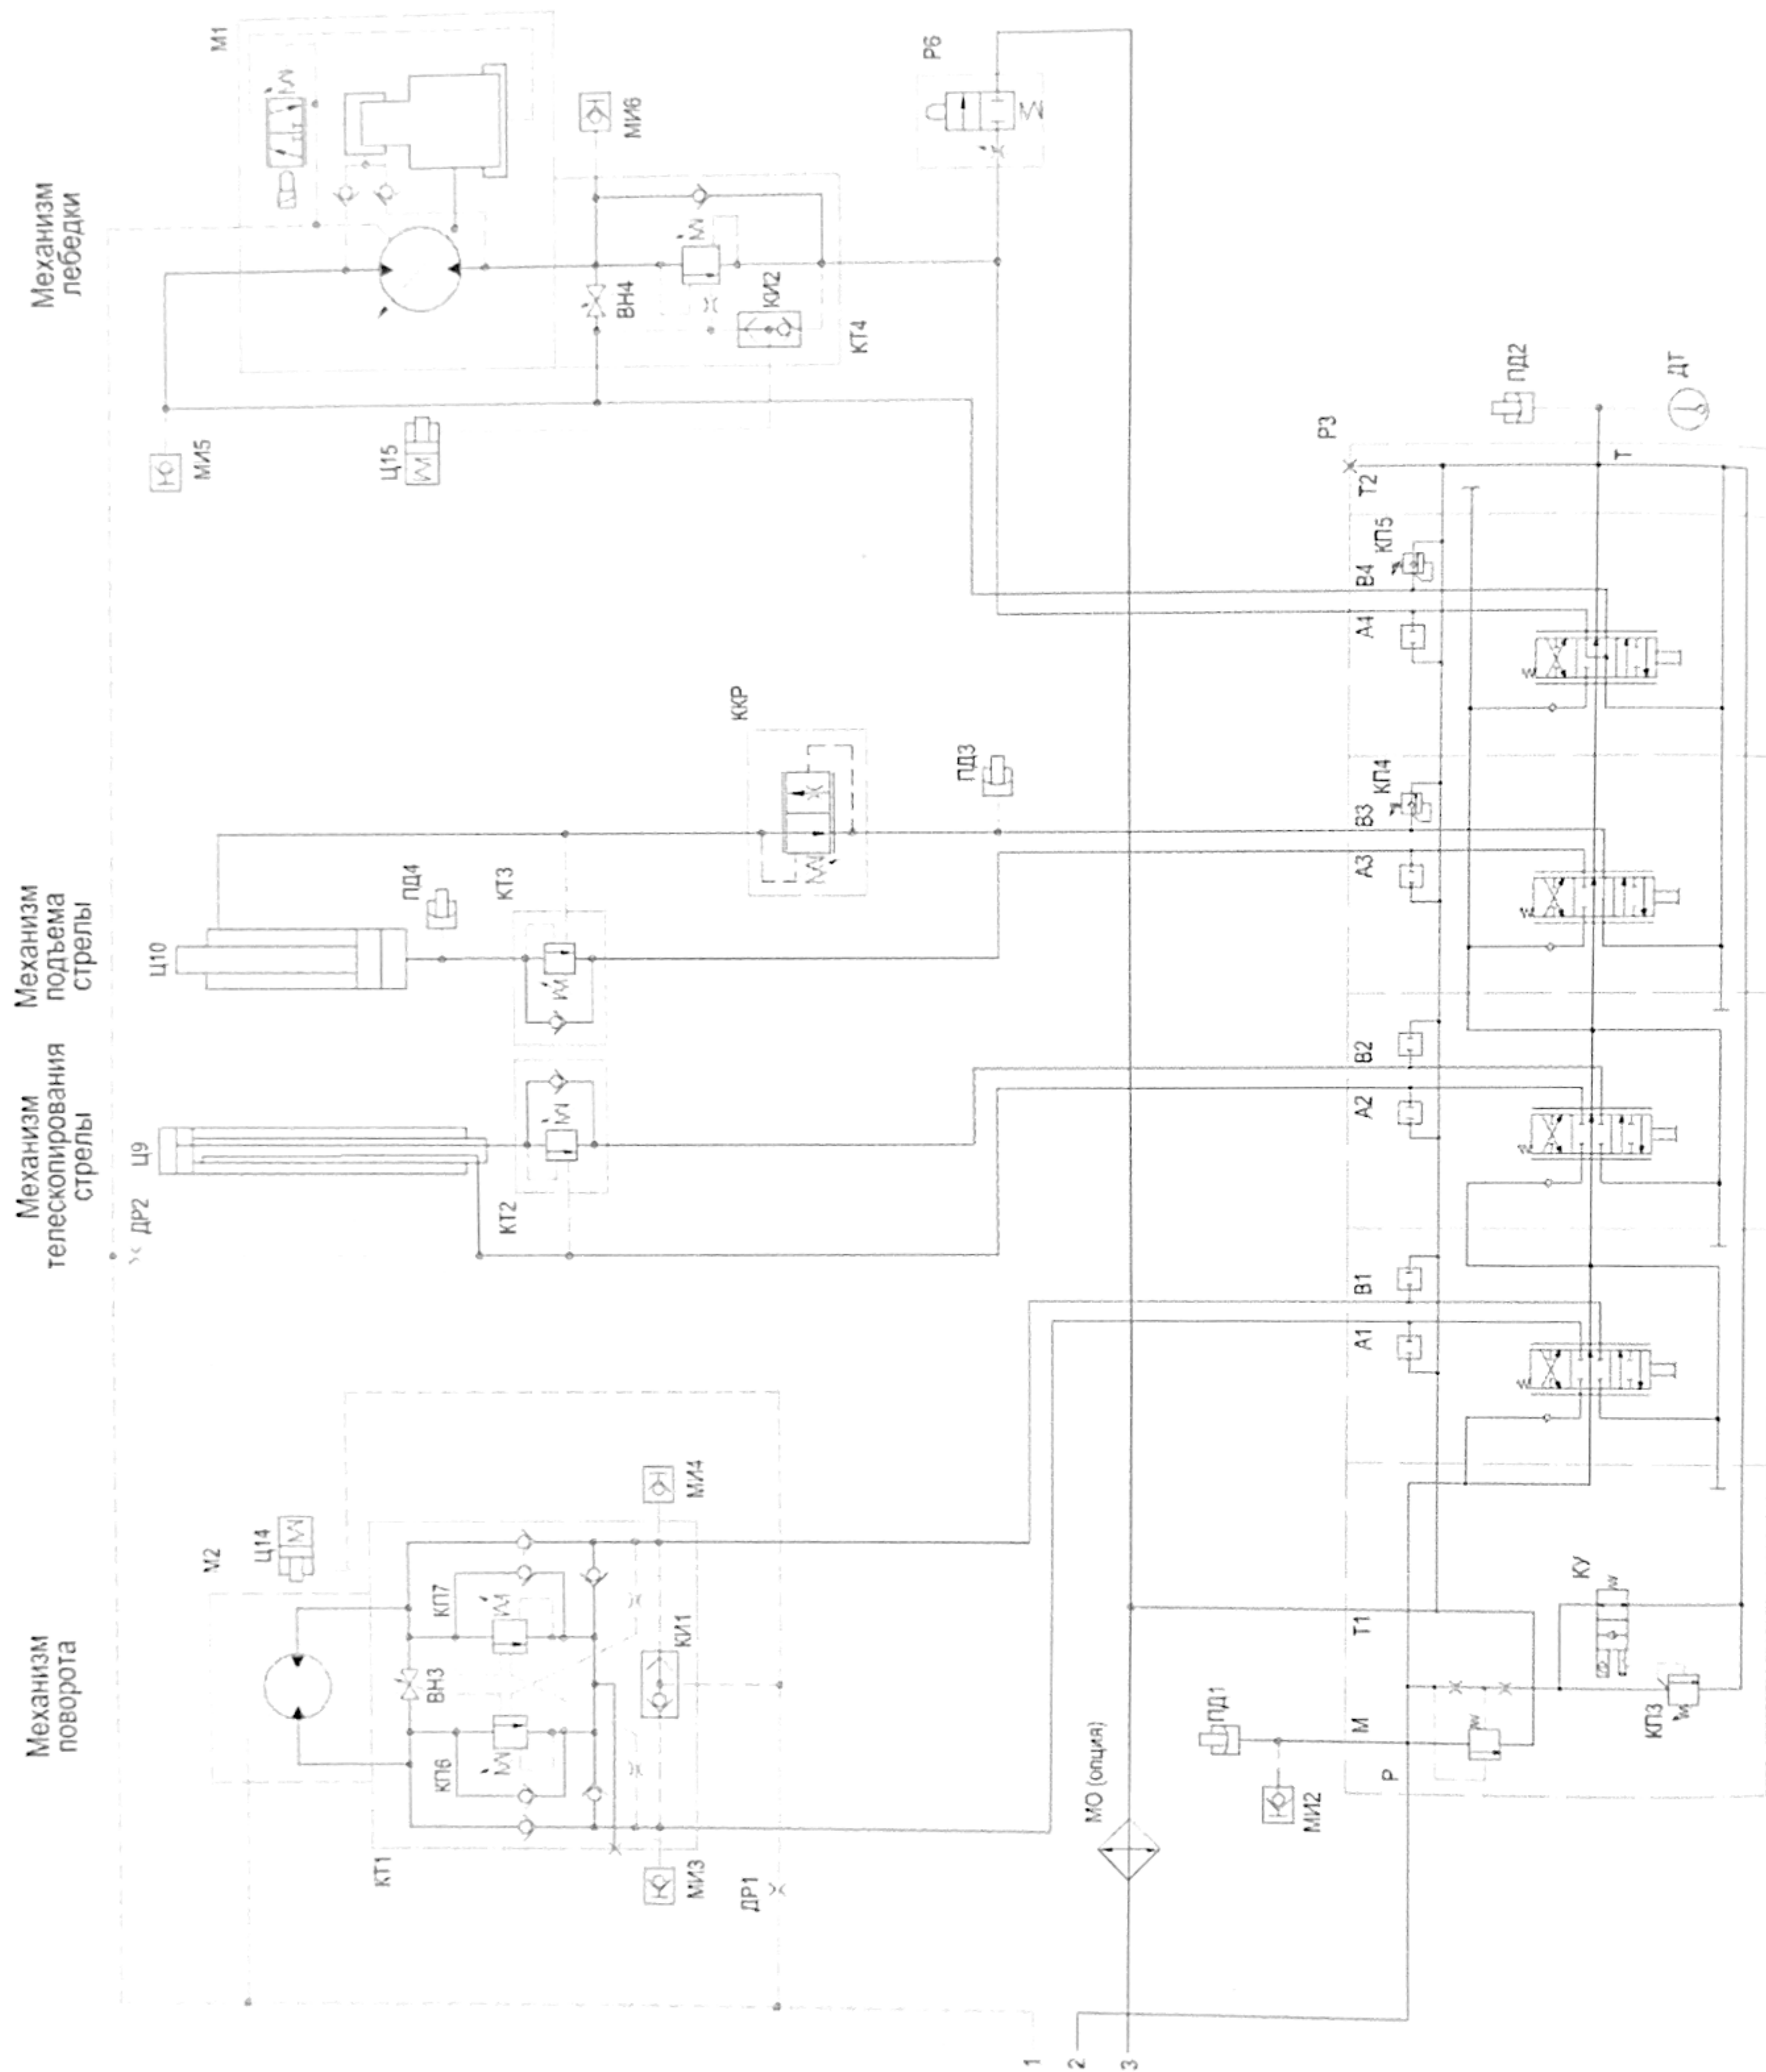 Механизм
поворота
Механизм
телескопирования
стрелы
Механизм
подъема
стрелы
Механизм
лебедки
М2
Ц14
КП7
ВН3
КП6
КТ1
КИ1
МИ4
МИ3
ДР1
ДР2
Ц9
КТ2
Ц10
ПД4
КТ3
ККР
ПД3
М1
МИ5
Ц15
МИ6
ВН4
КИ2
КТ4
Р6
МО (опция)
1
2
3
ПД1
МИ2
Р
М
Т1
КУ
КП3
А1
В1
А2
В2
А3
В3
КП4
А4
В4
КП5
Т2
Р3
Т
ПД2
ДТ